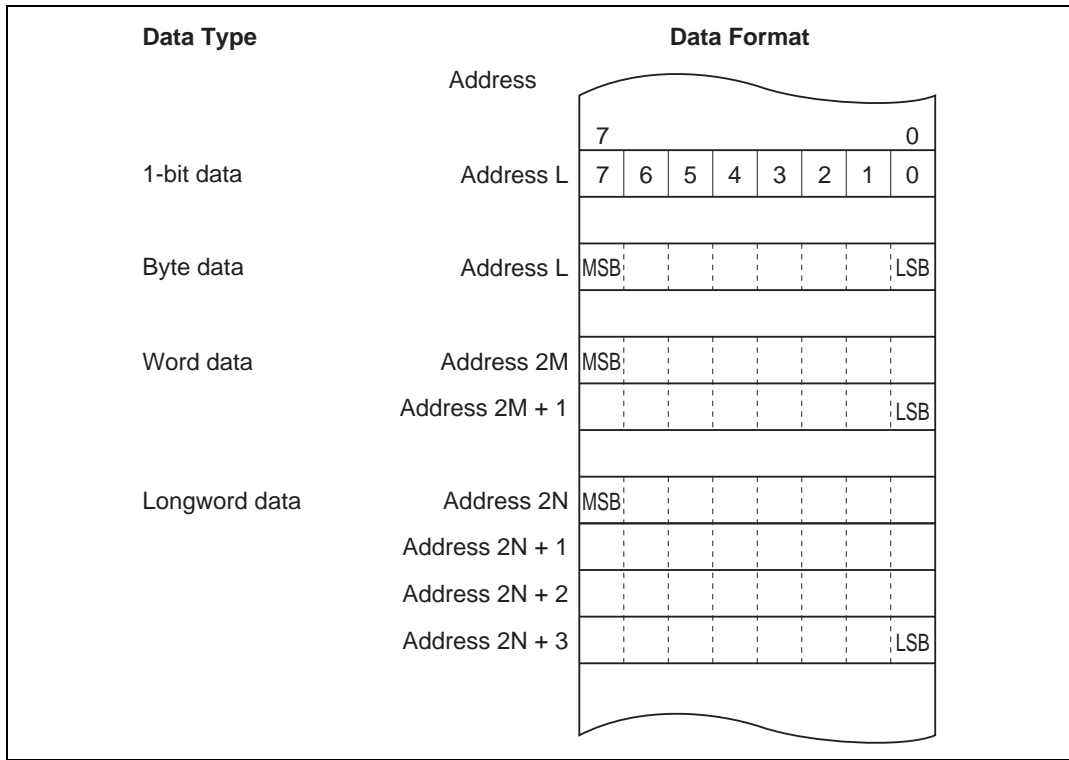 Data Type Data Format
Address
7 0
1-bit data Address L 7 6 5 4 3 2 1 0
Byte data Address L MSB LSB
Word data Address 2M MSB
Address 2M + 1 LSB
Longword data Address 2N MSB
Address 2N + 1
Address 2N + 2
Address 2N + 3 LSB